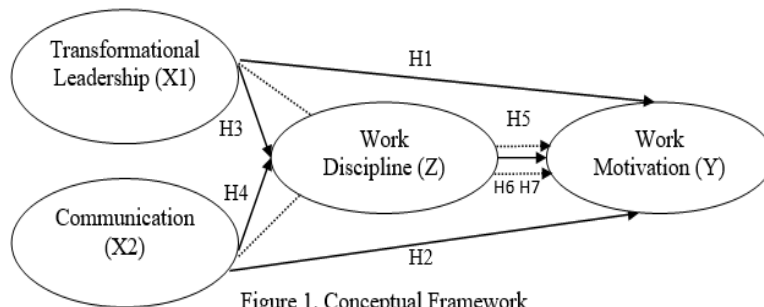 Transformational
Leadership (X1)
H1
H3
Work
Discipline (Z)
H5
Work
Motivation (Y)
H4
H6 H7
Communication
(X2)
H2
Figure 1. Conceptual Framework